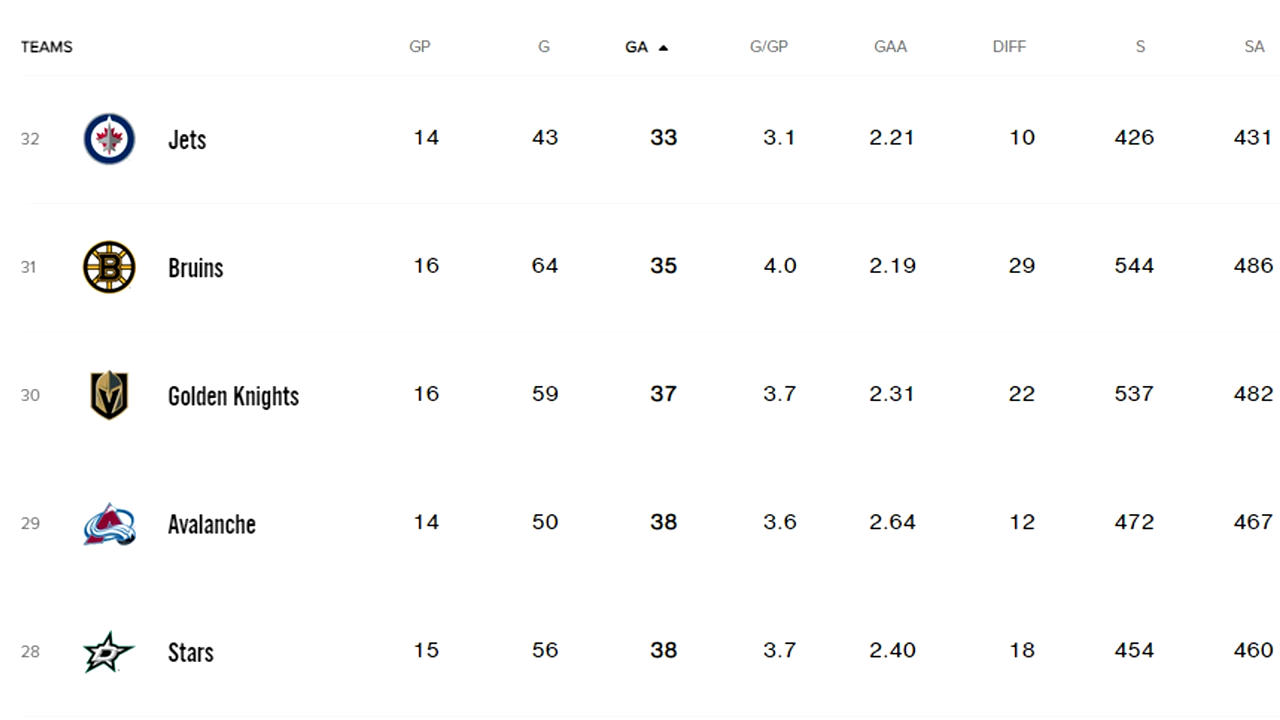 TEAMS GP G GA ▲ G/GP GAA DIFF S SA
32 Jets 14 43 33 3.1 2.21 10 426 431
31 B Bruins 16 64 35 4.0 2.19 29 544 486
30 Golden Knights 16 59 37 3.7 2.31 22 537 482
29 Avalanche 14 50 38 3.6 2.64 12 472 467
28 D Stars 15 56 38 3.7 2.40 18 454 460